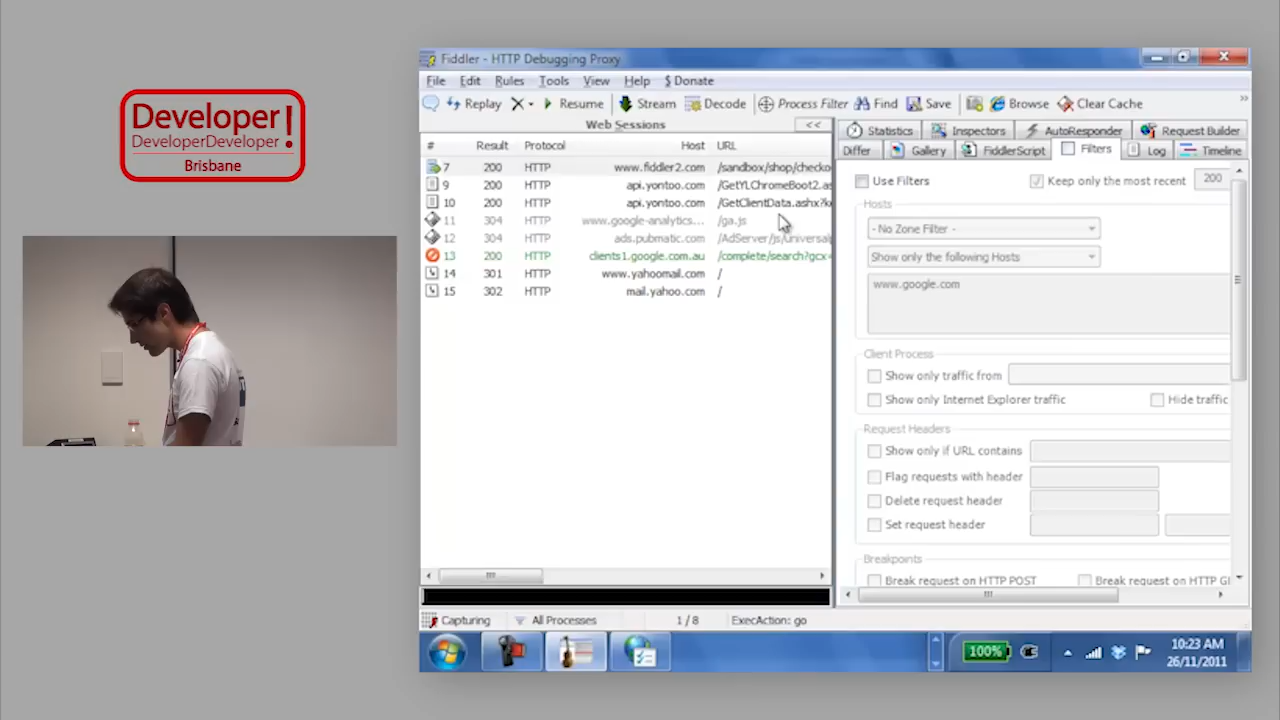 Developer!
DeveloperDeveloper
Brisbane
Fiddler - HTTP Debugging Proxy
File Edit Rules Tools View Help $ Donate
Replay Resume Stream Decode Process Filter Find Save Browse Clear Cache »
Web Sessions <<
# Result Protocol Host URL
7 200 HTTP www.fiddler2.com /sandbox/shop/checko
9 200 HTTP api.yontoo.com /GetYLChromeBoot2.as
10 200 HTTP api.yontoo.com /GetClientData.ashx?k
11 304 HTTP www.google-analytics... /ga.js
12 304 HTTP ads.pubmatic.com /AdServer/js/universalp
13 200 HTTP clients1.google.com.au /complete/search?gcx=
14 301 HTTP www.yahoomail.com /
15 302 HTTP mail.yahoo.com /
Statistics Inspectors AutoResponder Request Builder
Differ Gallery FiddlerScript Filters Log Timeline
Use Filters Keep only the most recent 200
Hosts
- No Zone Filter -
Show only the following Hosts
www.google.com
Client Process
Show only traffic from
Show only Internet Explorer traffic Hide traffic
Request Headers
Show only if URL contains
Flag requests with header
Delete request header
Set request header
Breakpoints
Break request on HTTP POST Break request on HTTP GI
Capturing All Processes 1 / 8 ExecAction: go
100% 10:23 AM
26/11/2011